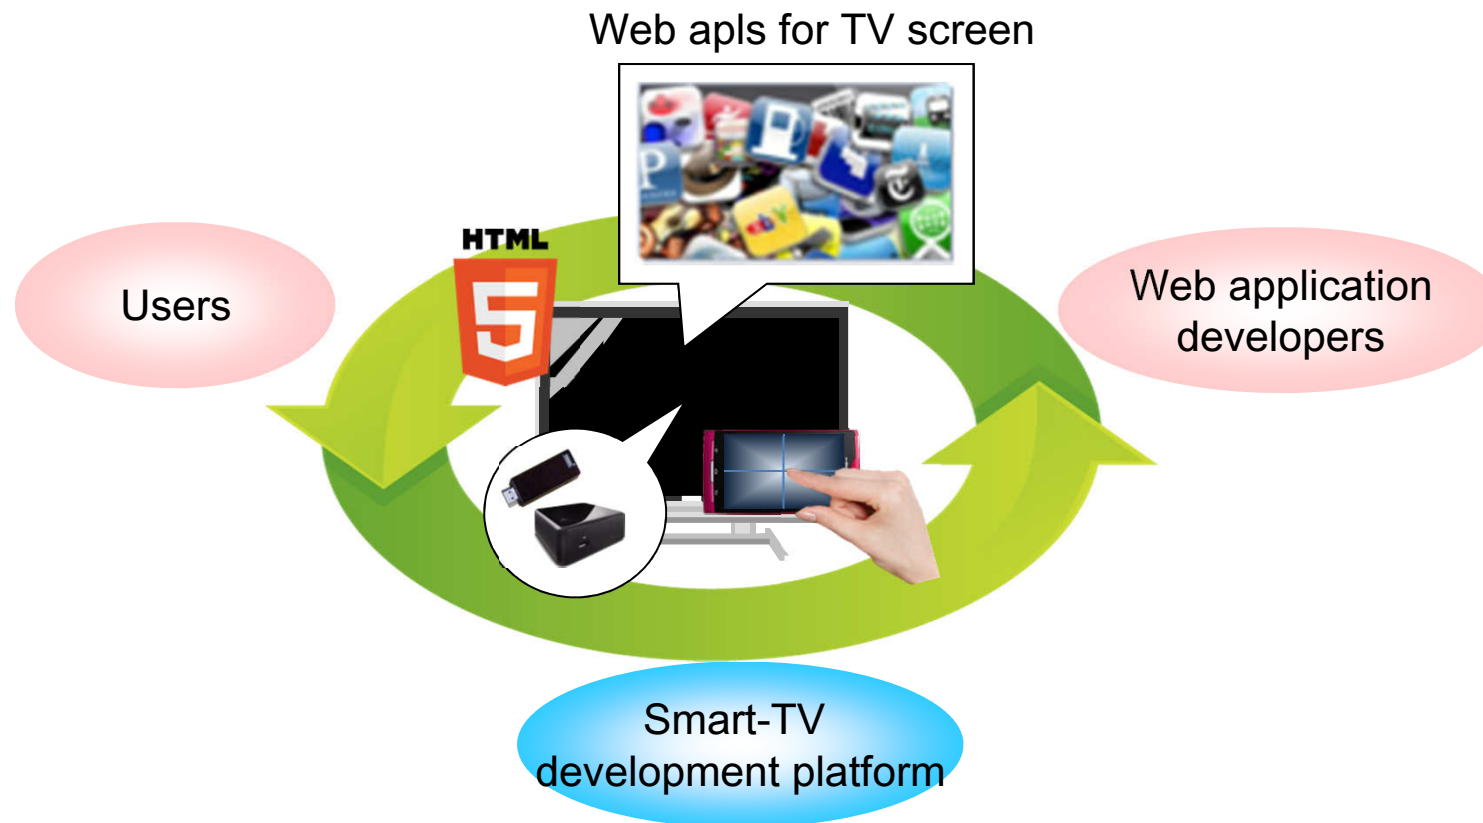 Web apls for TV screen
HTML
5
Users
Web application
developers
Smart-TV
development platform